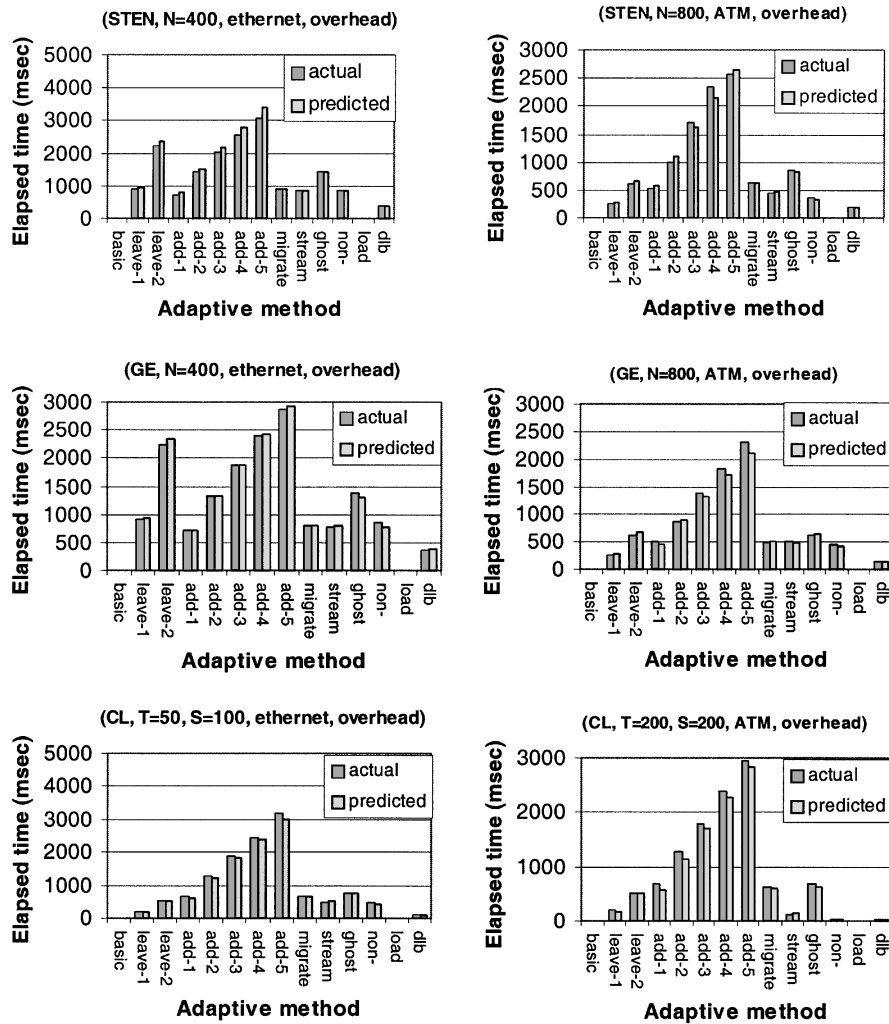 (STEN, N=400, ethernet, overhead)
Elapsed time (msec)
5000
4000
3000
2000
1000
0
actual
predicted
basic
leave-1
leave-2
add-1
add-2
add-3
add-4
add-5
migrate
stream
ghost
non-
load
dlb
Adaptive method
(STEN, N=800, ATM, overhead)
Elapsed time (msec)
3000
2500
2000
1500
1000
500
0
actual
predicted
basic
leave-1
leave-2
add-1
add-2
add-3
add-4
add-5
migrate
stream
ghost
non-
load
dlb
Adaptive method
(GE, N=400, ethernet, overhead)
Elapsed time (msec)
3000
2500
2000
1500
1000
500
0
actual
predicted
basic
leave-1
leave-2
add-1
add-2
add-3
add-4
add-5
migrate
stream
ghost
non-
load
dlb
Adaptive method
(GE, N=800, ATM, overhead)
Elapsed time (msec)
3000
2500
2000
1500
1000
500
0
actual
predicted
basic
leave-1
leave-2
add-1
add-2
add-3
add-4
add-5
migrate
stream
ghost
non-
load
dlb
Adaptive method
(CL, T=50, S=100, ethernet, overhead)
Elapsed time (msec)
5000
4000
3000
2000
1000
0
actual
predicted
basic
leave-1
leave-2
add-1
add-2
add-3
add-4
add-5
migrate
stream
ghost
non-
load
dlb
Adaptive method
(CL, T=200, S=200, ATM, overhead)
Elapsed time (msec)
3000
2000
1000
0
actual
predicted
basic
leave-1
leave-2
add-1
add-2
add-3
add-4
add-5
migrate
stream
ghost
non-
load
dlb
Adaptive method